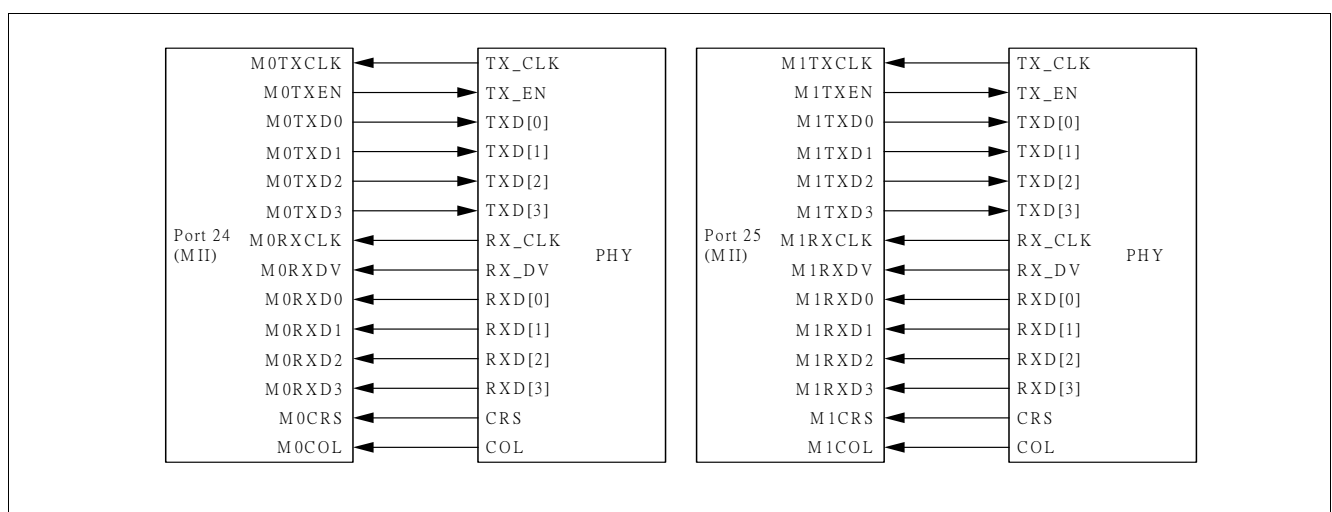 M0TXCLK TX_CLK
M0TXEN TX_EN
M0TXD0 TXD[0]
M0TXD1 TXD[1]
M0TXD2 TXD[2]
M0TXD3 TXD[3]
Port 24
(MII)
M0RXCLK RX_CLK
M0RXDV RX_DV
PHY
M0RXD0 RXD[0]
M0RXD1 RXD[1]
M0RXD2 RXD[2]
M0RXD3 RXD[3]
M0CRS CRS
M0COL COL
M1TXCLK TX_CLK
M1TXEN TX_EN
M1TXD0 TXD[0]
M1TXD1 TXD[1]
M1TXD2 TXD[2]
M1TXD3 TXD[3]
Port 25
(MII)
M1RXCLK RX_CLK
M1RXDV RX_DV
PHY
M1RXD0 RXD[0]
M1RXD1 RXD[1]
M1RXD2 RXD[2]
M1RXD3 RXD[3]
M1CRS CRS
M1COL COL